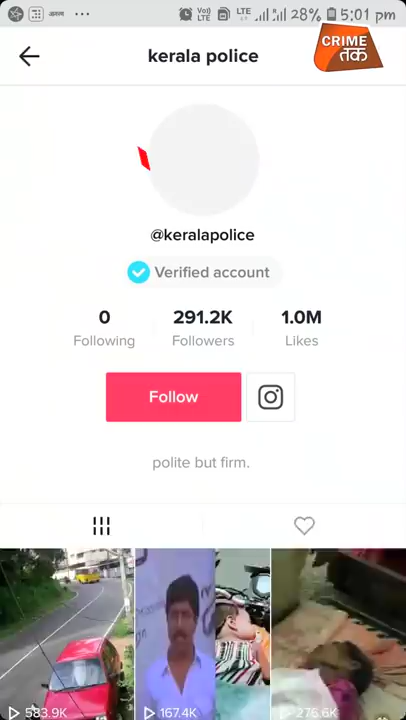 LTE 28% 5:01 pm
kerala police
CRIME
तक
@keralapolice
Verified account
0 291.2K 1.0M
Following Followers Likes
Follow
polite but firm.
583.9K 167.4K 276.6K